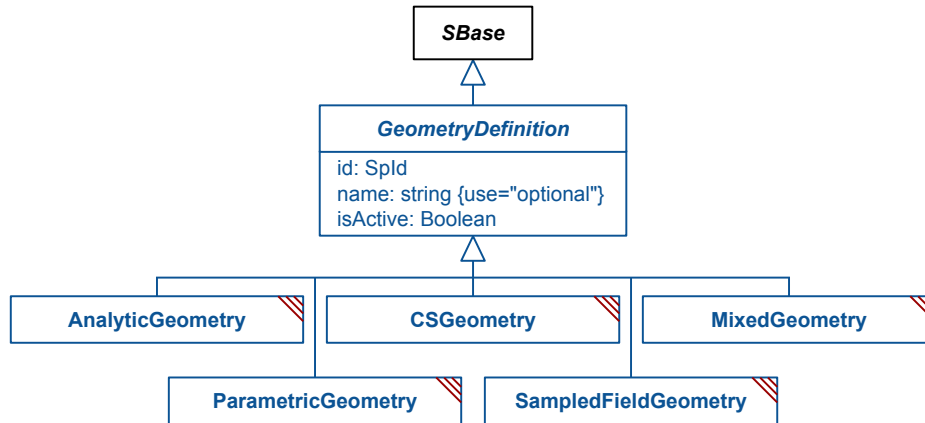 SBase
GeometryDefinition
id: SpId
name: string {use="optional"}
isActive: Boolean
AnalyticGeometry
CSGeometry
MixedGeometry
ParametricGeometry
SampledFieldGeometry